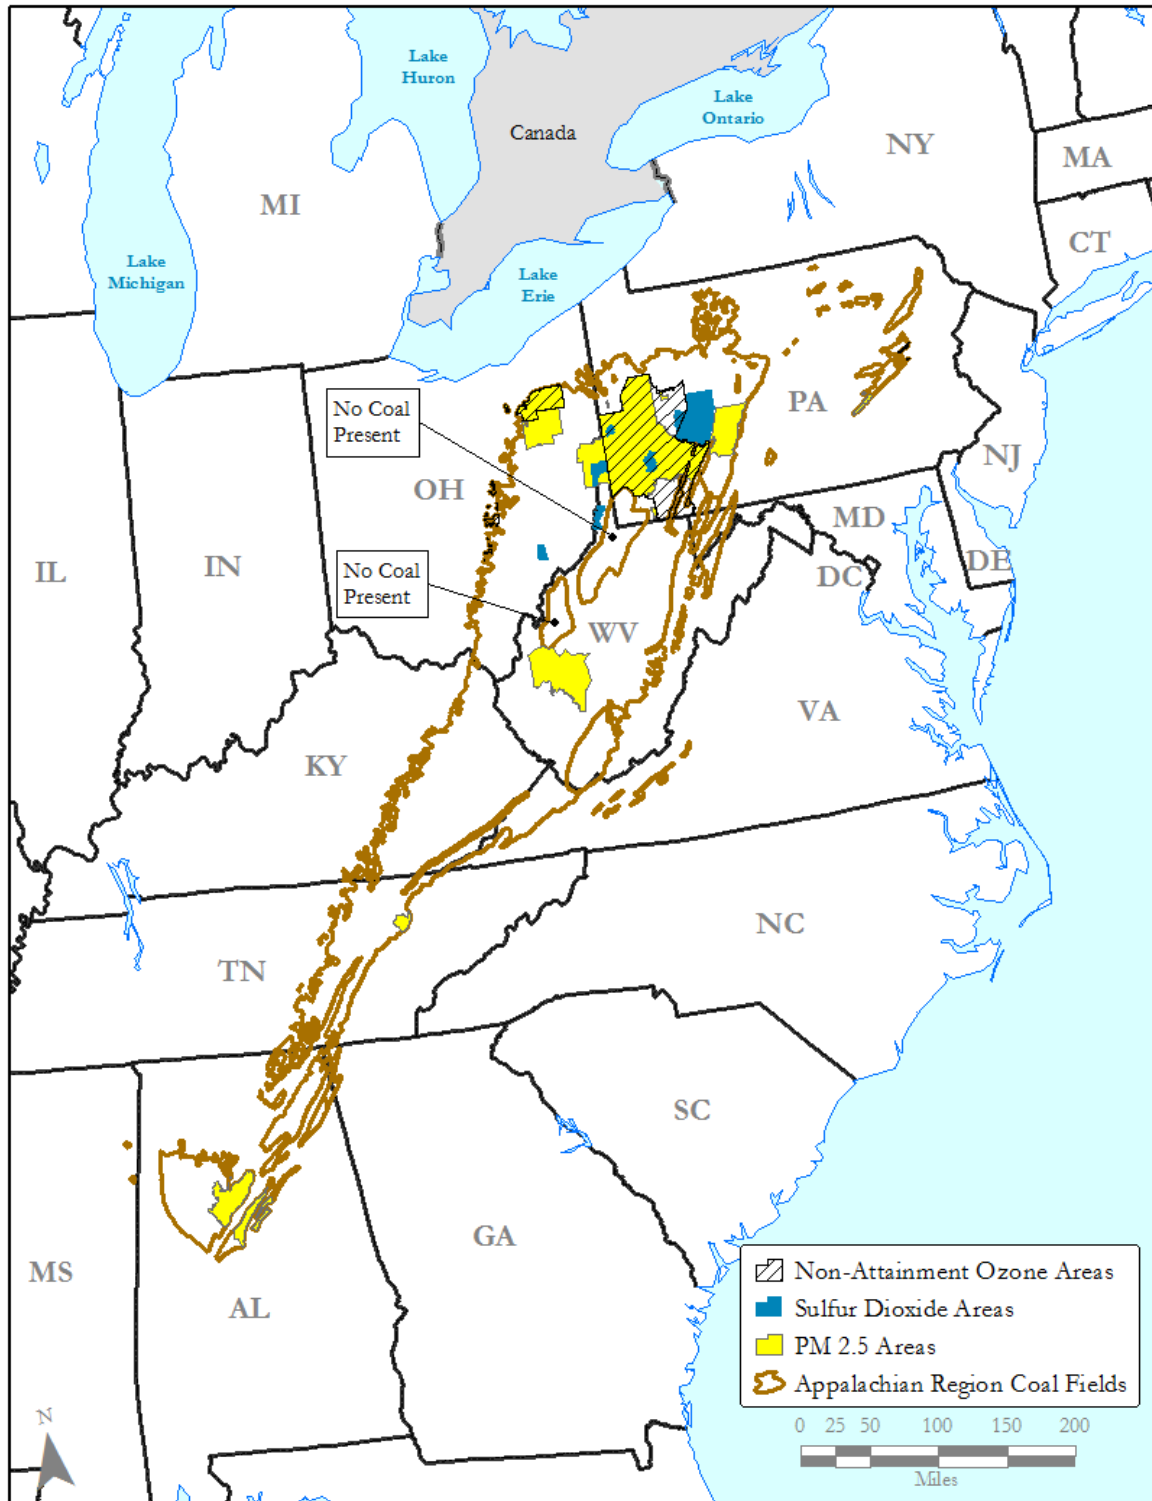 Lake
Huron
Lake
Ontario
Canada
NY
MA
MI
CT
Lake
Michigan
Lake
Erie
No Coal
Present
PA
NJ
OH
MD
IL
IN
DC
DE
No Coal
Present
WV
VA
KY
NC
TN
SC
GA
MS
AL
Non-Attainment Ozone Areas
Sulfur Dioxide Areas
PM 2.5 Areas
Appalachian Region Coal Fields
N
0 25 50 100 150 200
Miles